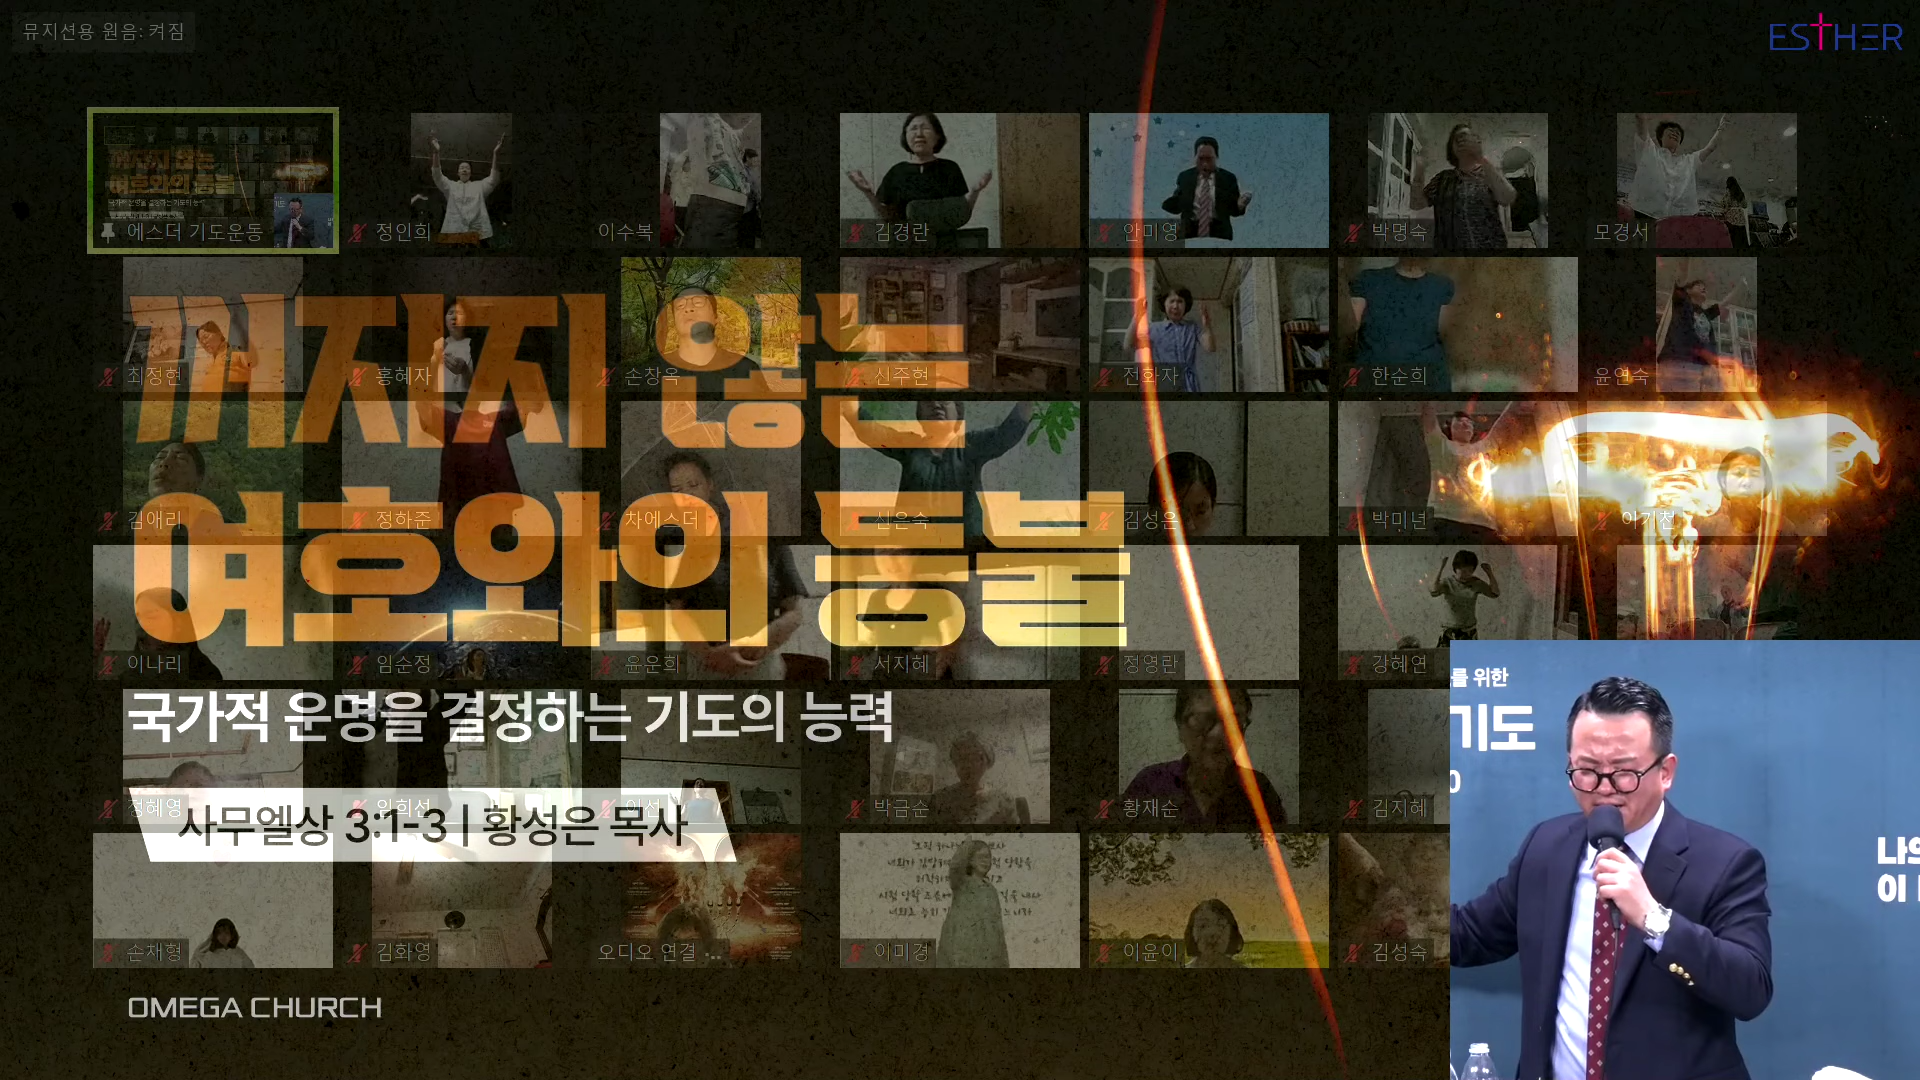 뮤지션용 원음: 켜짐
ESTHER
에스더 기도운동
정인희
이수복
김경란
안미영
박명숙
모경서
최정현
홍혜자
손창옥
신주현
전화자
한순희
윤연숙
꺼지지 않는
김애리
정하준
차에스더
신은숙
김성은
박미년
이기천
여호와의 등불
이나리
임순정
윤운희
서지혜
정영란
강혜연
국가적 운명을 결정하는 기도의 능력
정혜영
임희선
이선
박금순
황재순
김지혜
사무엘상 3:1-3 | 황성은 목사
손채형
김화영
오디오 연결 ...
이미경
이윤이
김성숙
OMEGA CHURCH
를 위한
기도
나의
이